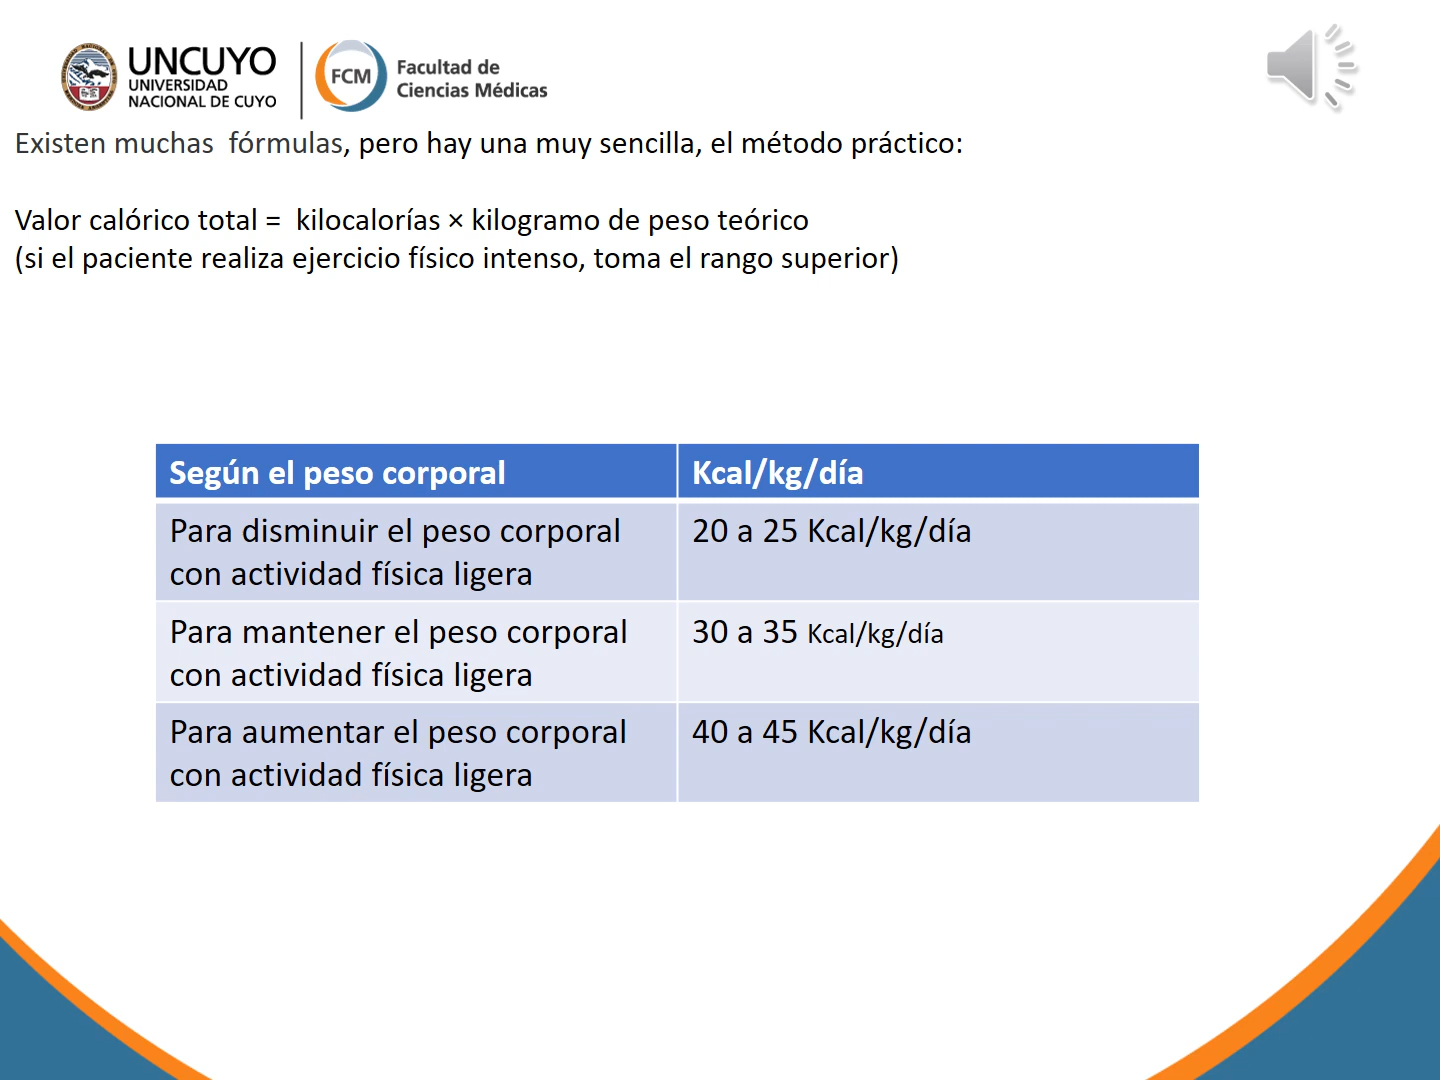 UNCUYO
UNIVERSIDAD
NACIONAL DE CUYO
FCM
Facultad de
Ciencias Médicas
Existen muchas  fórmulas, pero hay una muy sencilla, el método práctico:
Valor calórico total =  kilocalorías × kilogramo de peso teórico
(si el paciente realiza ejercicio físico intenso, toma el rango superior)
Según el peso corporal
Kcal/kg/día
Para disminuir el peso corporal
con actividad física ligera
20 a 25 Kcal/kg/día
Para mantener el peso corporal
con actividad física ligera
30 a 35 Kcal/kg/día
Para aumentar el peso corporal
con actividad física ligera
40 a 45 Kcal/kg/día